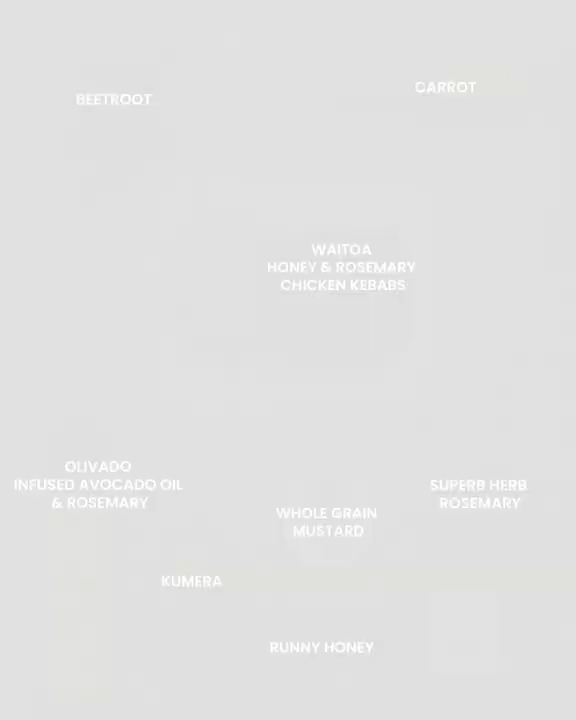 BEETROOT
CARROT
WAITOA
HONEY & ROSEMARY
CHICKEN KEBABS
OLIVADO
INFUSED AVOCADO OIL
& ROSEMARY
SUPERB HERB
ROSEMARY
WHOLE GRAIN
MUSTARD
KUMERA
RUNNY HONEY